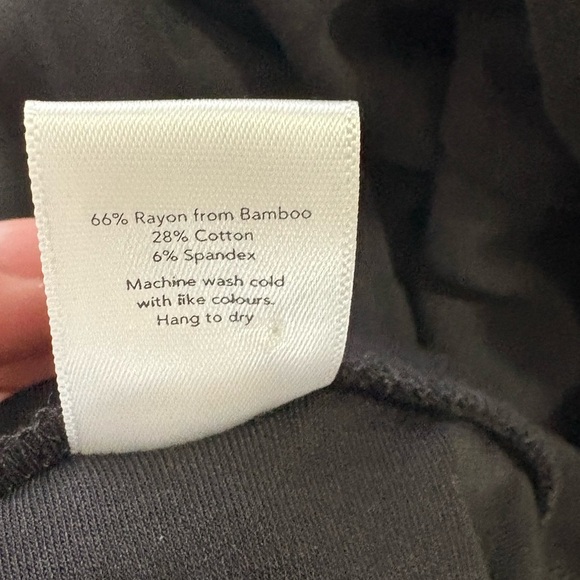 66% Rayon from Bamboo
28% Cotton
6% Spandex
Machine wash cold
with like colours.
Hang to dry